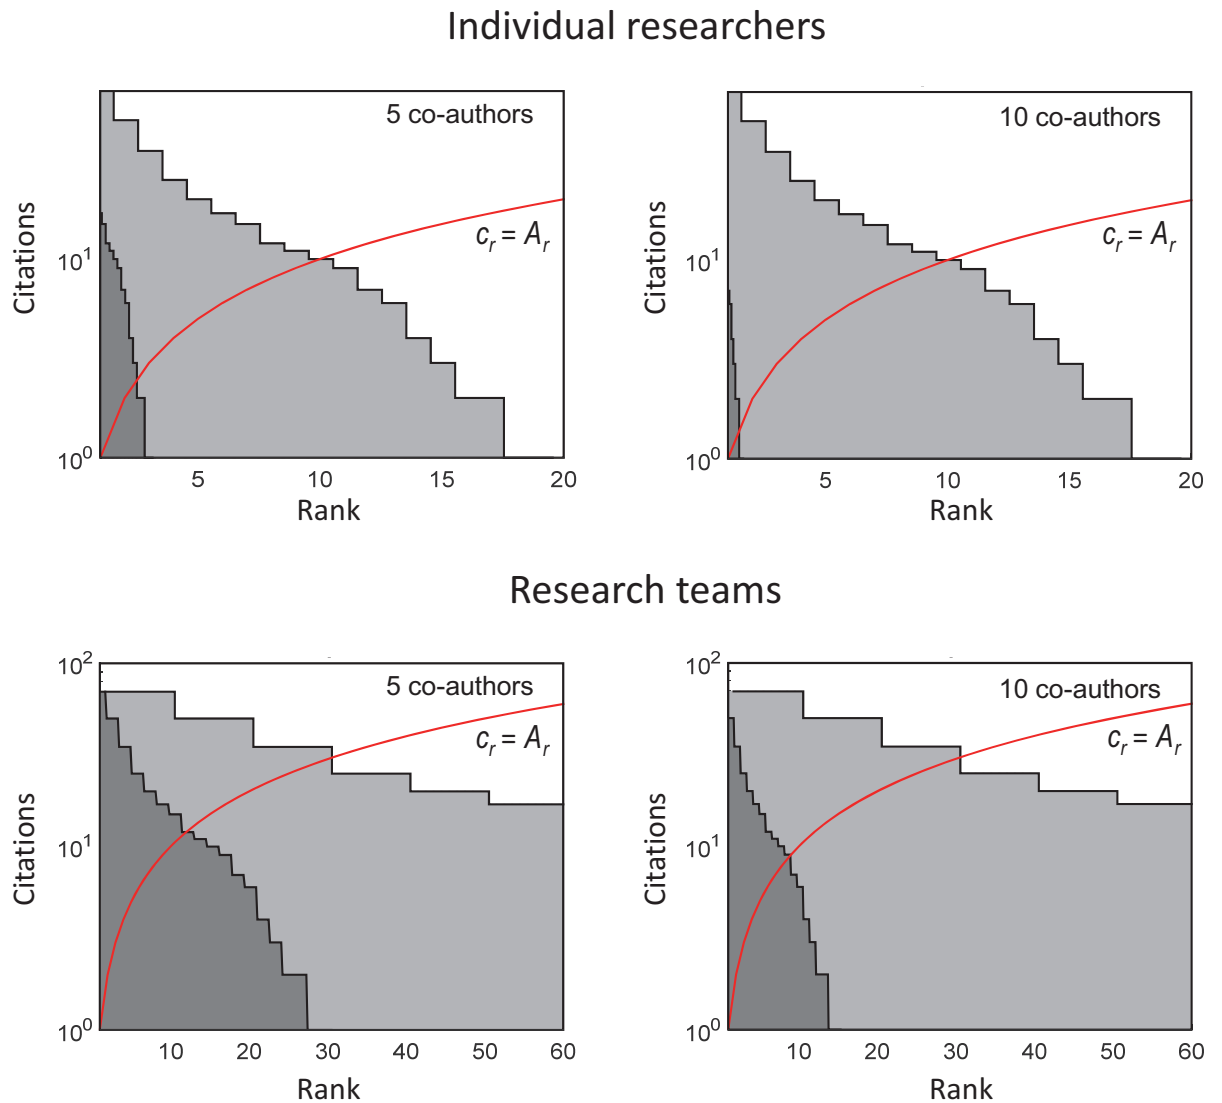 Individual researchers
5 co-authors
c_r = A_r
Citations
10^1
10^0
5 10 15 20
Rank
10 co-authors
c_r = A_r
Citations
10^1
10^0
5 10 15 20
Rank
Research teams
10^2
5 co-authors
c_r = A_r
Citations
10^1
10^0
10 20 30 40 50 60
Rank
10^2
10 co-authors
c_r = A_r
Citations
10^1
10^0
10 20 30 40 50 60
Rank